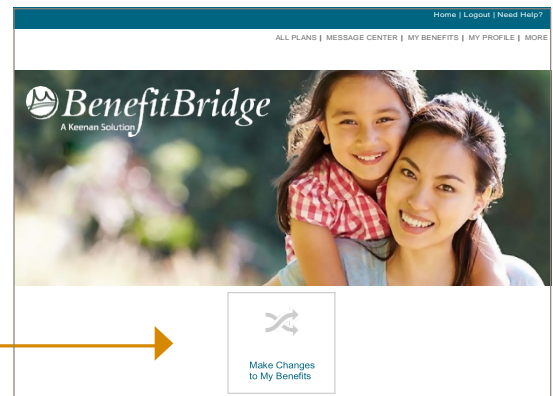 Home | Logout | Need Help?
ALL PLANS | MESSAGE CENTER | MY BENEFITS | MY PROFILE | MORE
BenefitBridge
A Keenan Solution
Make Changes
to My Benefits